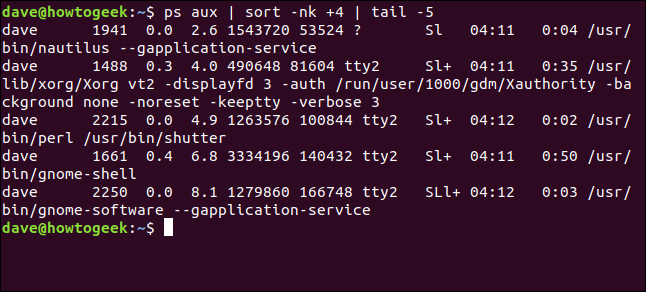 dave@howtogeek:~$ ps aux | sort -nk +4 | tail -5
dave      1941  0.0  2.6 1543720 53524 ?       Sl   04:11   0:04 /usr/
bin/nautilus --gapplication-service
dave      1488  0.3  4.0 490648 81604 tty2     Sl+  04:11   0:35 /usr/
lib/xorg/Xorg vt2 -displayfd 3 -auth /run/user/1000/gdm/Xauthority -ba
ckground none -noreset -keeptty -verbose 3
dave      2215  0.0  4.9 1263576 100844 tty2   Sl+  04:12   0:02 /usr/
bin/perl /usr/bin/shutter
dave      1661  0.4  6.8 3334196 140432 tty2   Sl+  04:11   0:50 /usr/
bin/gnome-shell
dave      2250  0.0  8.1 1279860 166748 tty2   SLl+ 04:12   0:03 /usr/
bin/gnome-software --gapplication-service
dave@howtogeek:~$